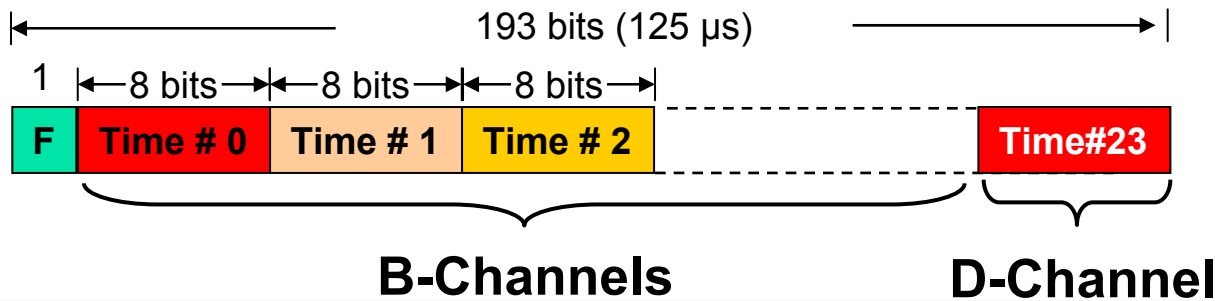 193 bits (125 µs)
1 8 bits 8 bits 8 bits
F Time # 0 Time # 1 Time # 2 Time#23
B-Channels D-Channel